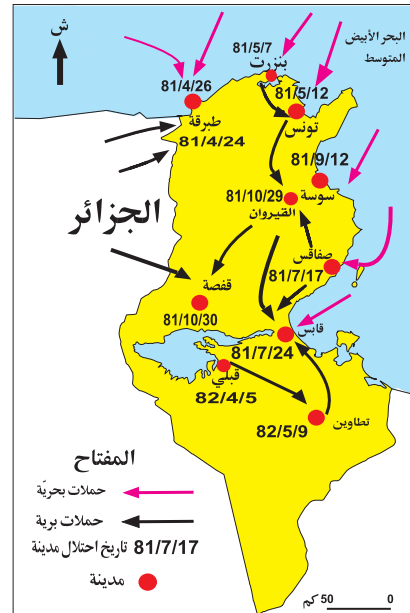 ش
البحر الأبيض
المتوسط
81/5/7
بنزرت
81/4/26
طبرقة
81/5/12
تونس
81/4/24
81/9/12
سوسة
81/10/29
القيروان
الجزائر
صفاقس
81/7/17
قفصة
81/10/30
قابس
81/7/24
قبلي
82/4/5
تطاوين
82/5/9
المفتاح
حملات بحريّة
حملات برية
81/7/17 تاريخ احتلال مدينة
مدينة
0 50 كم